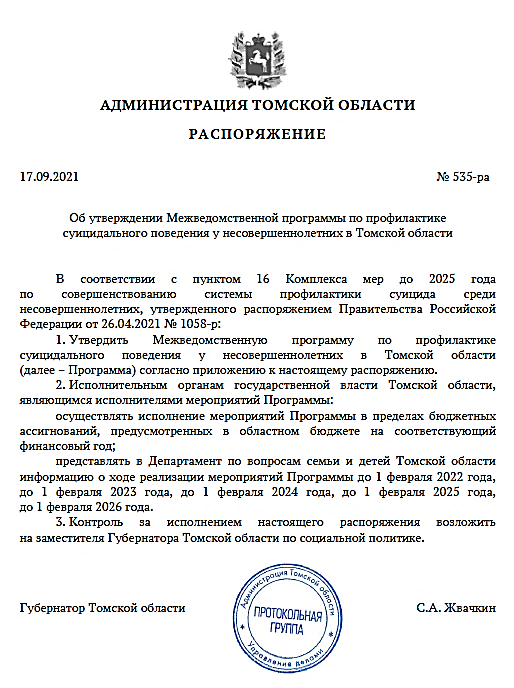 АДМИНИСТРАЦИЯ ТОМСКОЙ ОБЛАСТИ
РАСПОРЯЖЕНИЕ
17.09.2021 № 535-ра
Об утверждении Межведомственной программы по профилактике
суицидального поведения у несовершеннолетних в Томской области
В соответствии с пунктом 16 Комплекса мер до 2025 года
по совершенствованию системы профилактики суицида среди
несовершеннолетних, утвержденного распоряжением Правительства Российской
Федерации от 26.04.2021 № 1058-р:
1. Утвердить Межведомственную программу по профилактике
суицидального поведения у несовершеннолетних в Томской области
(далее – Программа) согласно приложению к настоящему распоряжению.
2. Исполнительным органам государственной власти Томской области,
являющимся исполнителями мероприятий Программы:
осуществлять исполнение мероприятий Программы в пределах бюджетных
ассигнований, предусмотренных в областном бюджете на соответствующий
финансовый год;
представлять в Департамент по вопросам семьи и детей Томской области
информацию о ходе реализации мероприятий Программы до 1 февраля 2022 года,
до 1 февраля 2023 года, до 1 февраля 2024 года, до 1 февраля 2025 года,
до 1 февраля 2026 года.
3. Контроль за исполнением настоящего распоряжения возложить
на заместителя Губернатора Томской области по социальной политике.
Губернатор Томской области С.А. Жвачкин
Администрация Томской области
ПРОТОКОЛЬНАЯ
ГРУППА
Управление делами